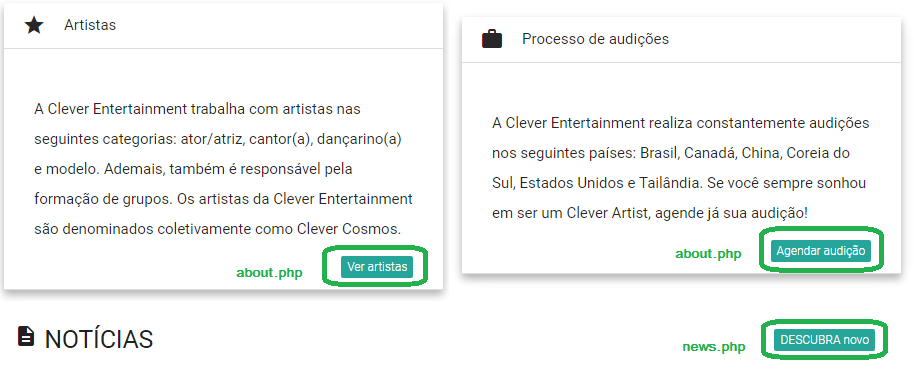 Artistas
A Clever Entertainment trabalha com artistas nas
seguintes categorias: ator/atriz, cantor(a), dançarino(a)
e modelo. Ademais, também é responsável pela
formação de grupos. Os artistas da Clever Entertainment
são denominados coletivamente como Clever Cosmos.
about.php
Ver artistas
Processo de audições
A Clever Entertainment realiza constantemente audições
nos seguintes países: Brasil, Canadá, China, Coreia do
Sul, Estados Unidos e Tailândia. Se você sempre sonhou
em ser um Clever Artist, agende já sua audição!
about.php
Agendar audição
NOTÍCIAS
news.php
DESCUBRA novo